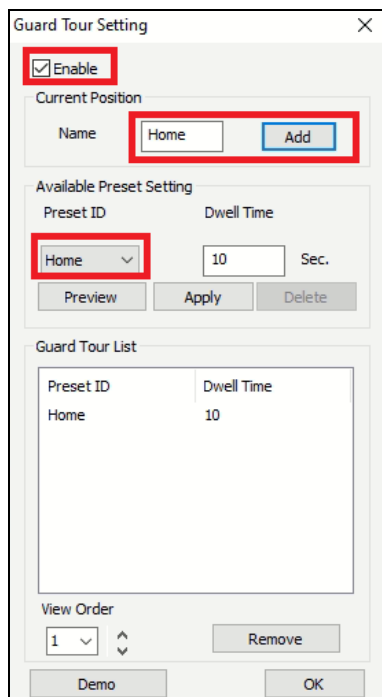 Guard Tour Setting
Enable
Current Position
Name Home Add
Available Preset Setting
Preset ID Dwell Time
Home 10 Sec.
Preview Apply Delete
Guard Tour List
Preset ID Dwell Time
Home 10
View Order
1 Remove
Demo OK